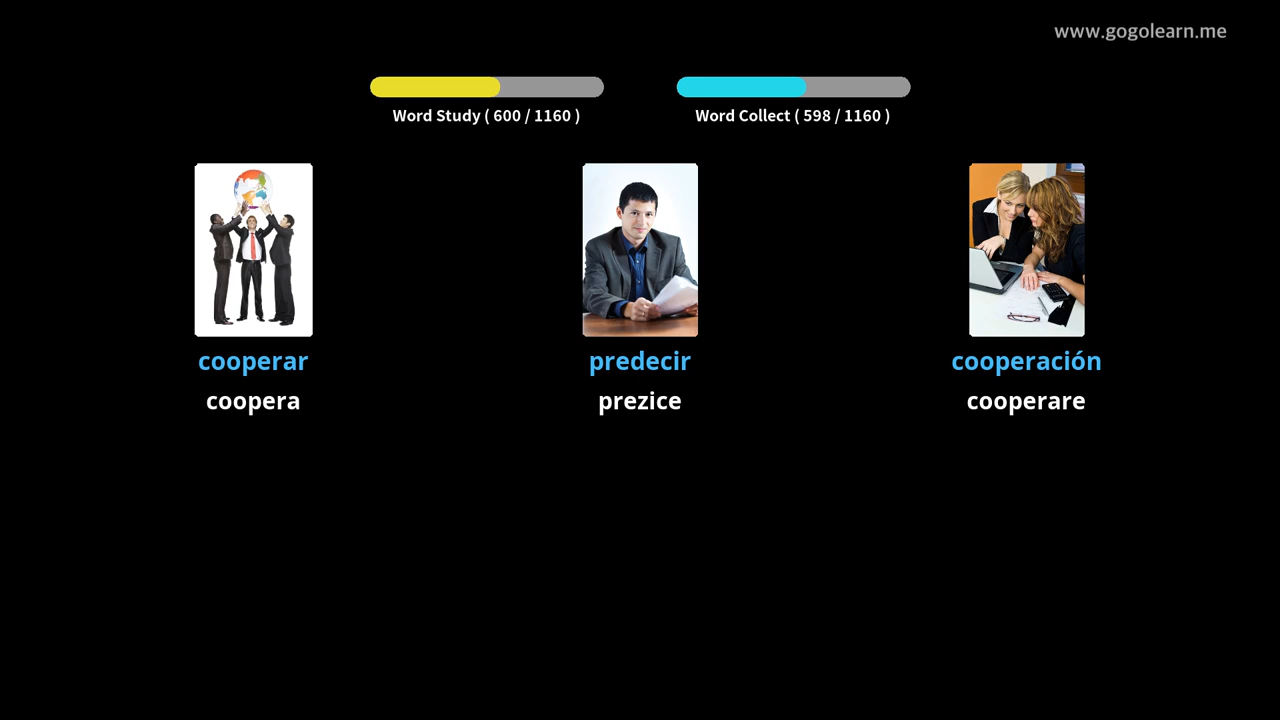 www.gogolearn.me
Word Study ( 600 / 1160 )
Word Collect ( 598 / 1160 )
cooperar
coopera
predecir
prezice
cooperación
cooperare